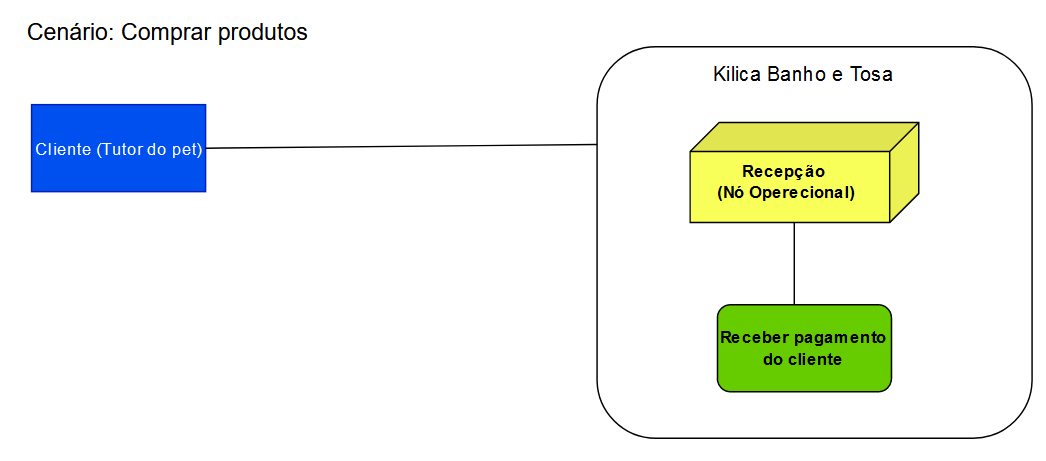 Cenário: Comprar produtos
Kilica Banho e Tosa
Cliente (Tutor do pet)
Recepção
(Nó Operecional)
Receber pagamento
do cliente